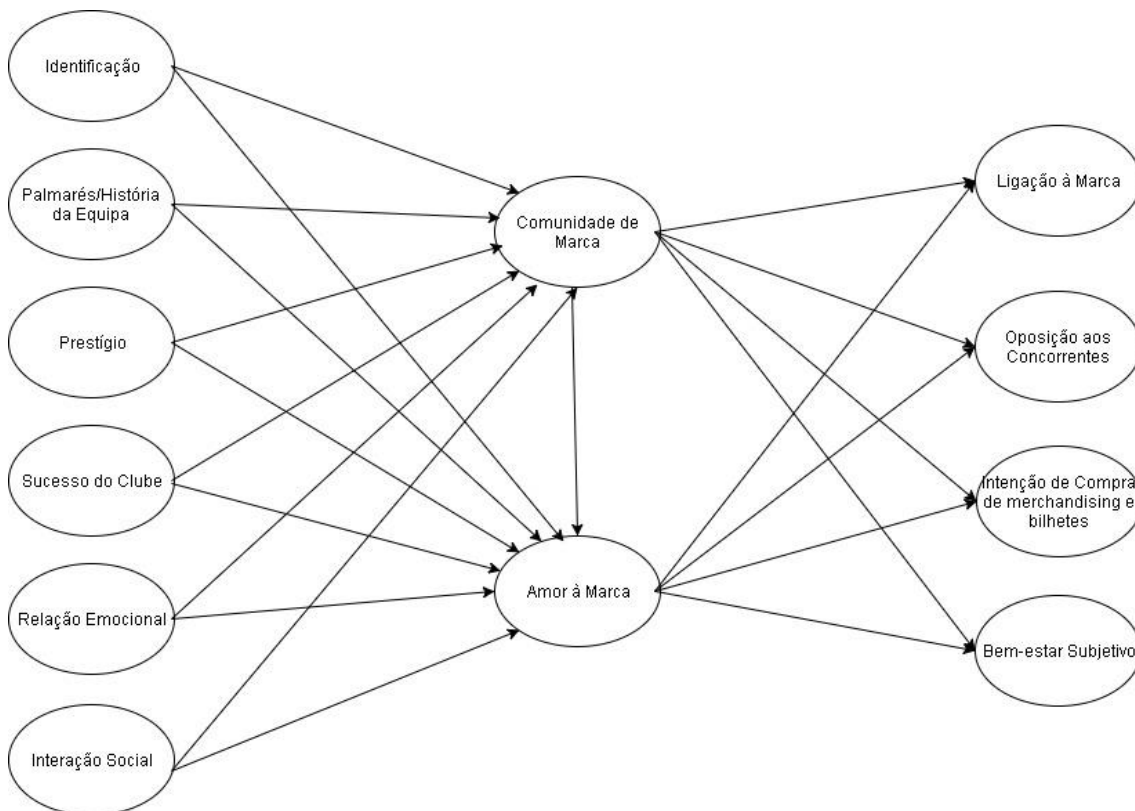 Identificação
Palmarés/História
da Equipa
Prestígio
Sucesso do Clube
Relação Emocional
Interação Social
Comunidade de
Marca
Amor à Marca
Ligação à Marca
Oposição aos
Concorrentes
Intenção de Compra
de merchandising e
bilhetes
Bem-estar Subjetivo